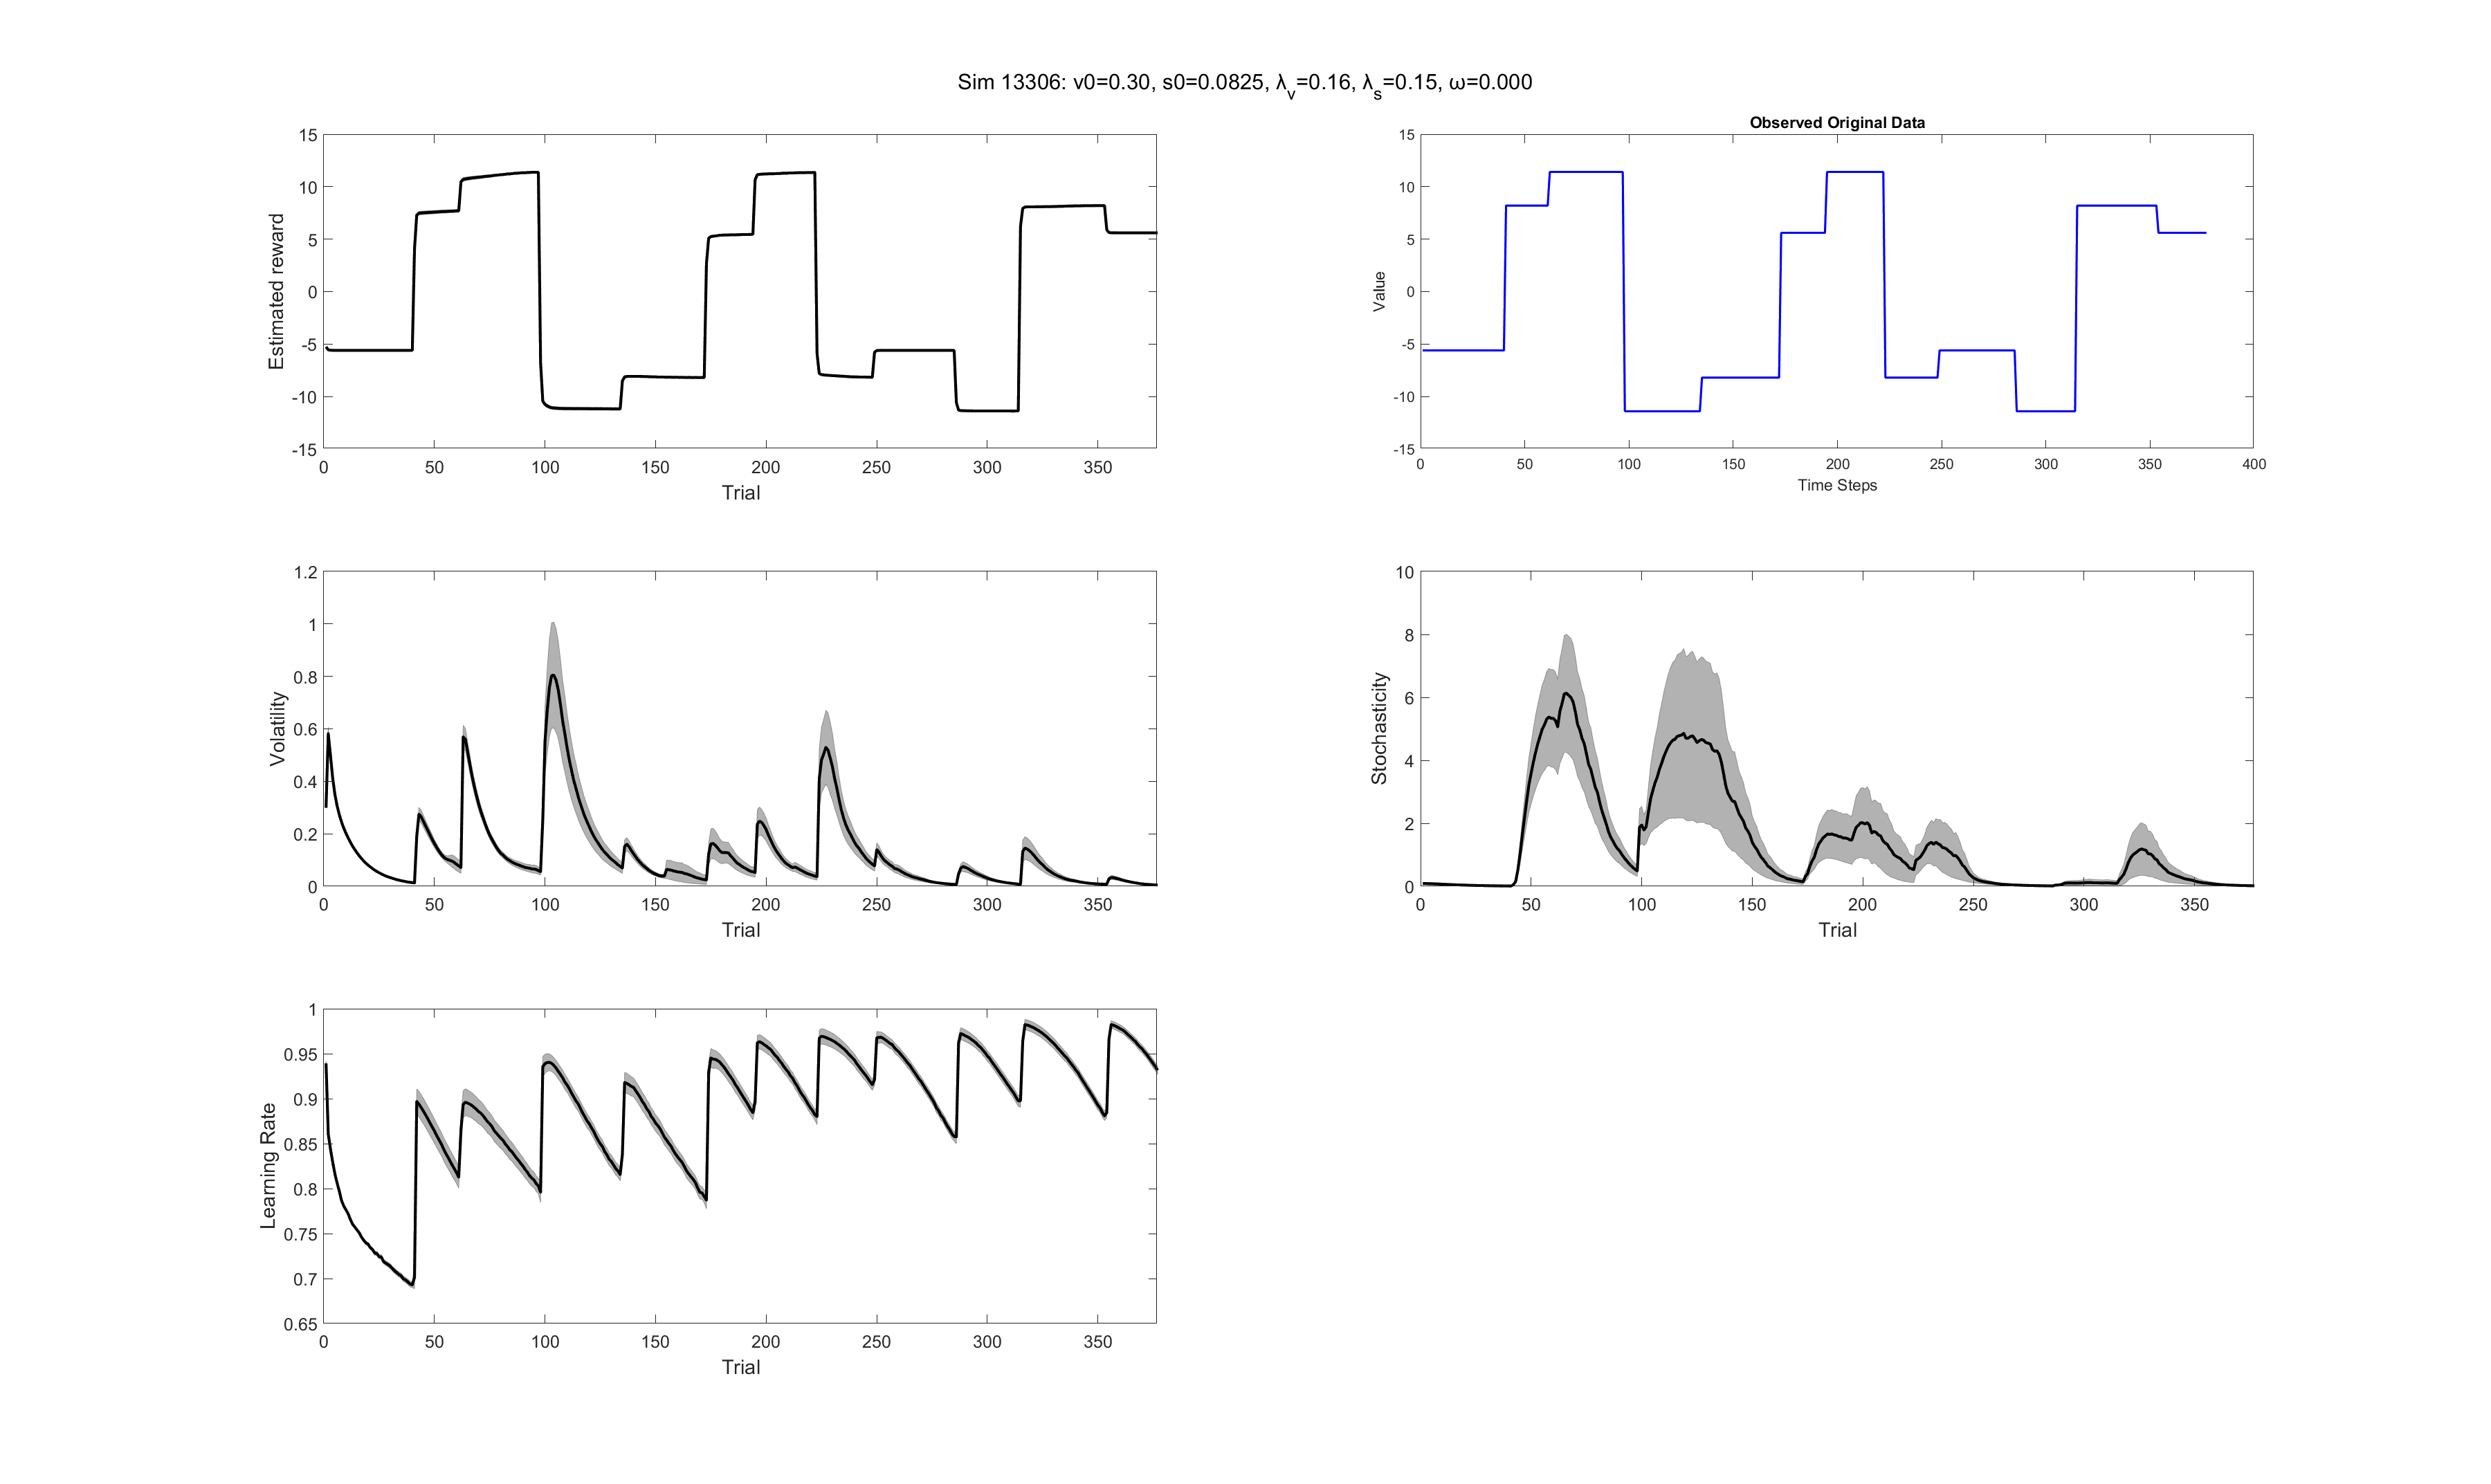 Sim 13306: v0=0.30, s0=0.0825, λv=0.16, λs=0.15, ω=0.000
15
10
5
0
-5
-10
-15
Estimated reward
0 50 100 150 200 250 300 350
Trial
Observed Original Data
15
10
5
0
-5
-10
-15
Value
0 50 100 150 200 250 300 350 400
Time Steps
1.2
1
0.8
0.6
0.4
0.2
0
Volatility
0 50 100 150 200 250 300 350
Trial
10
8
6
4
2
0
Stochasticity
0 50 100 150 200 250 300 350
Trial
1
0.95
0.9
0.85
0.8
0.75
0.7
0.65
Learning Rate
0 50 100 150 200 250 300 350
Trial